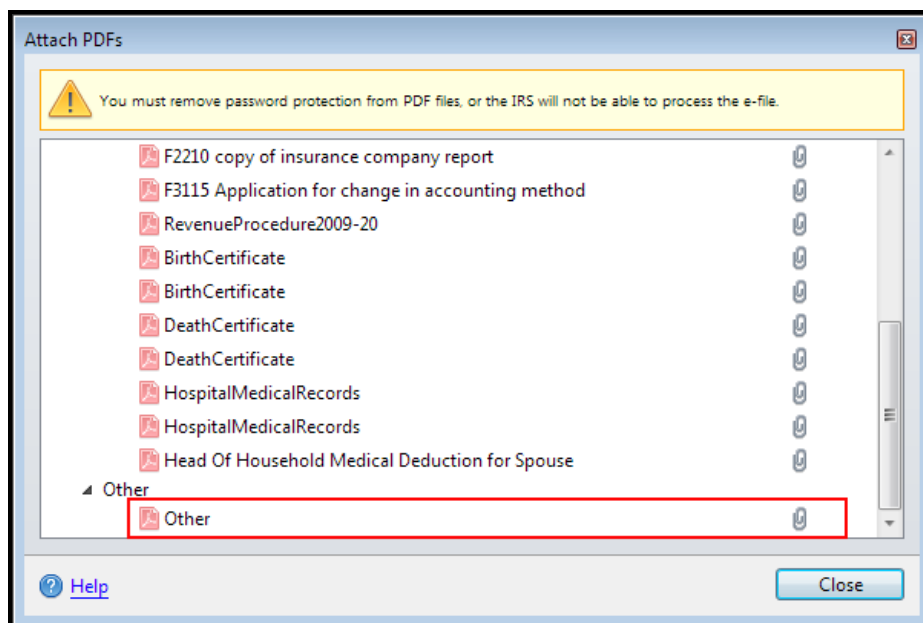 Attach PDFs
You must remove password protection from PDF files, or the IRS will not be able to process the e-file.
F2210 copy of insurance company report
F3115 Application for change in accounting method
RevenueProcedure2009-20
BirthCertificate
BirthCertificate
DeathCertificate
DeathCertificate
HospitalMedicalRecords
HospitalMedicalRecords
Head Of Household Medical Deduction for Spouse
Other
Other
Help
Close